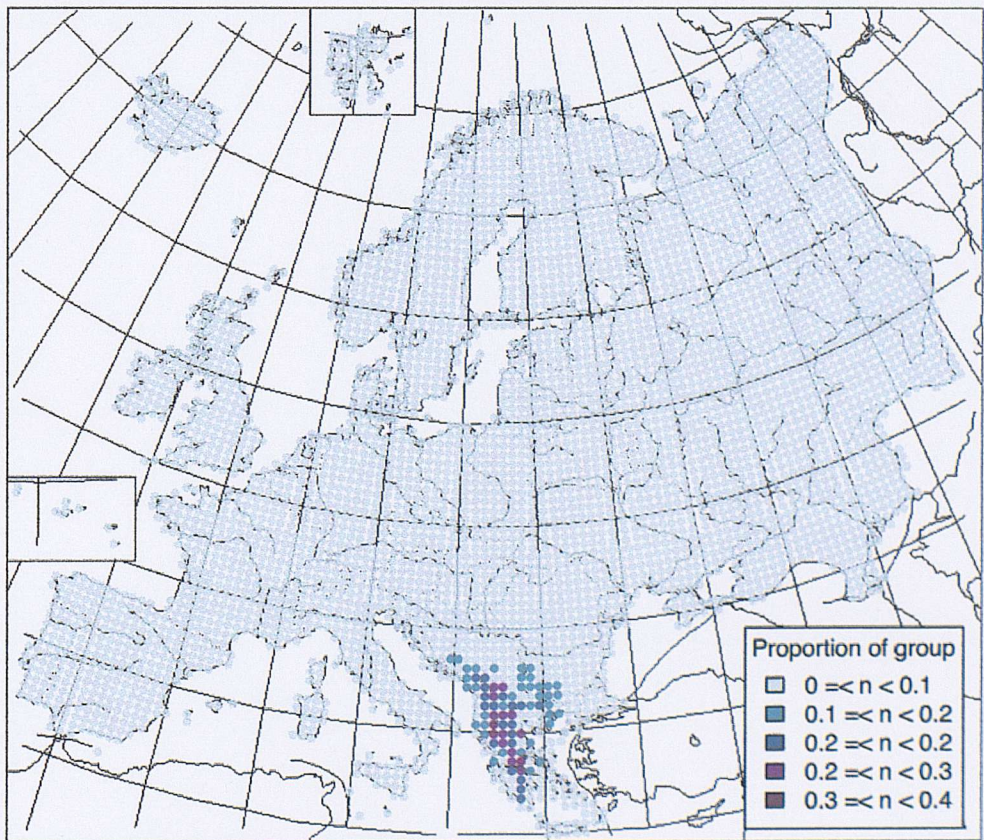 Proportion of group
0 =< n < 0.1
0.1 =< n < 0.2
0.2 =< n < 0.2
0.2 =< n < 0.3
0.3 =< n < 0.4